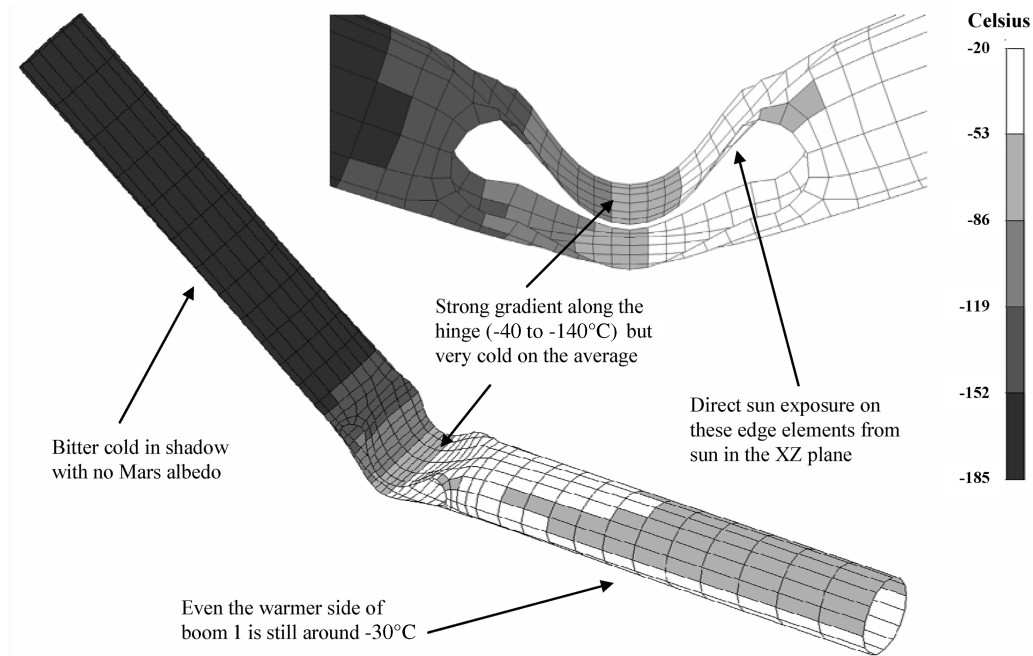 Celsius
-20
-53
-86
-119
-152
-185
Strong gradient along the
hinge (-40 to -140°C) but
very cold on the average
Direct sun exposure on
these edge elements from
sun in the XZ plane
Bitter cold in shadow
with no Mars albedo
Even the warmer side of
boom 1 is still around -30°C